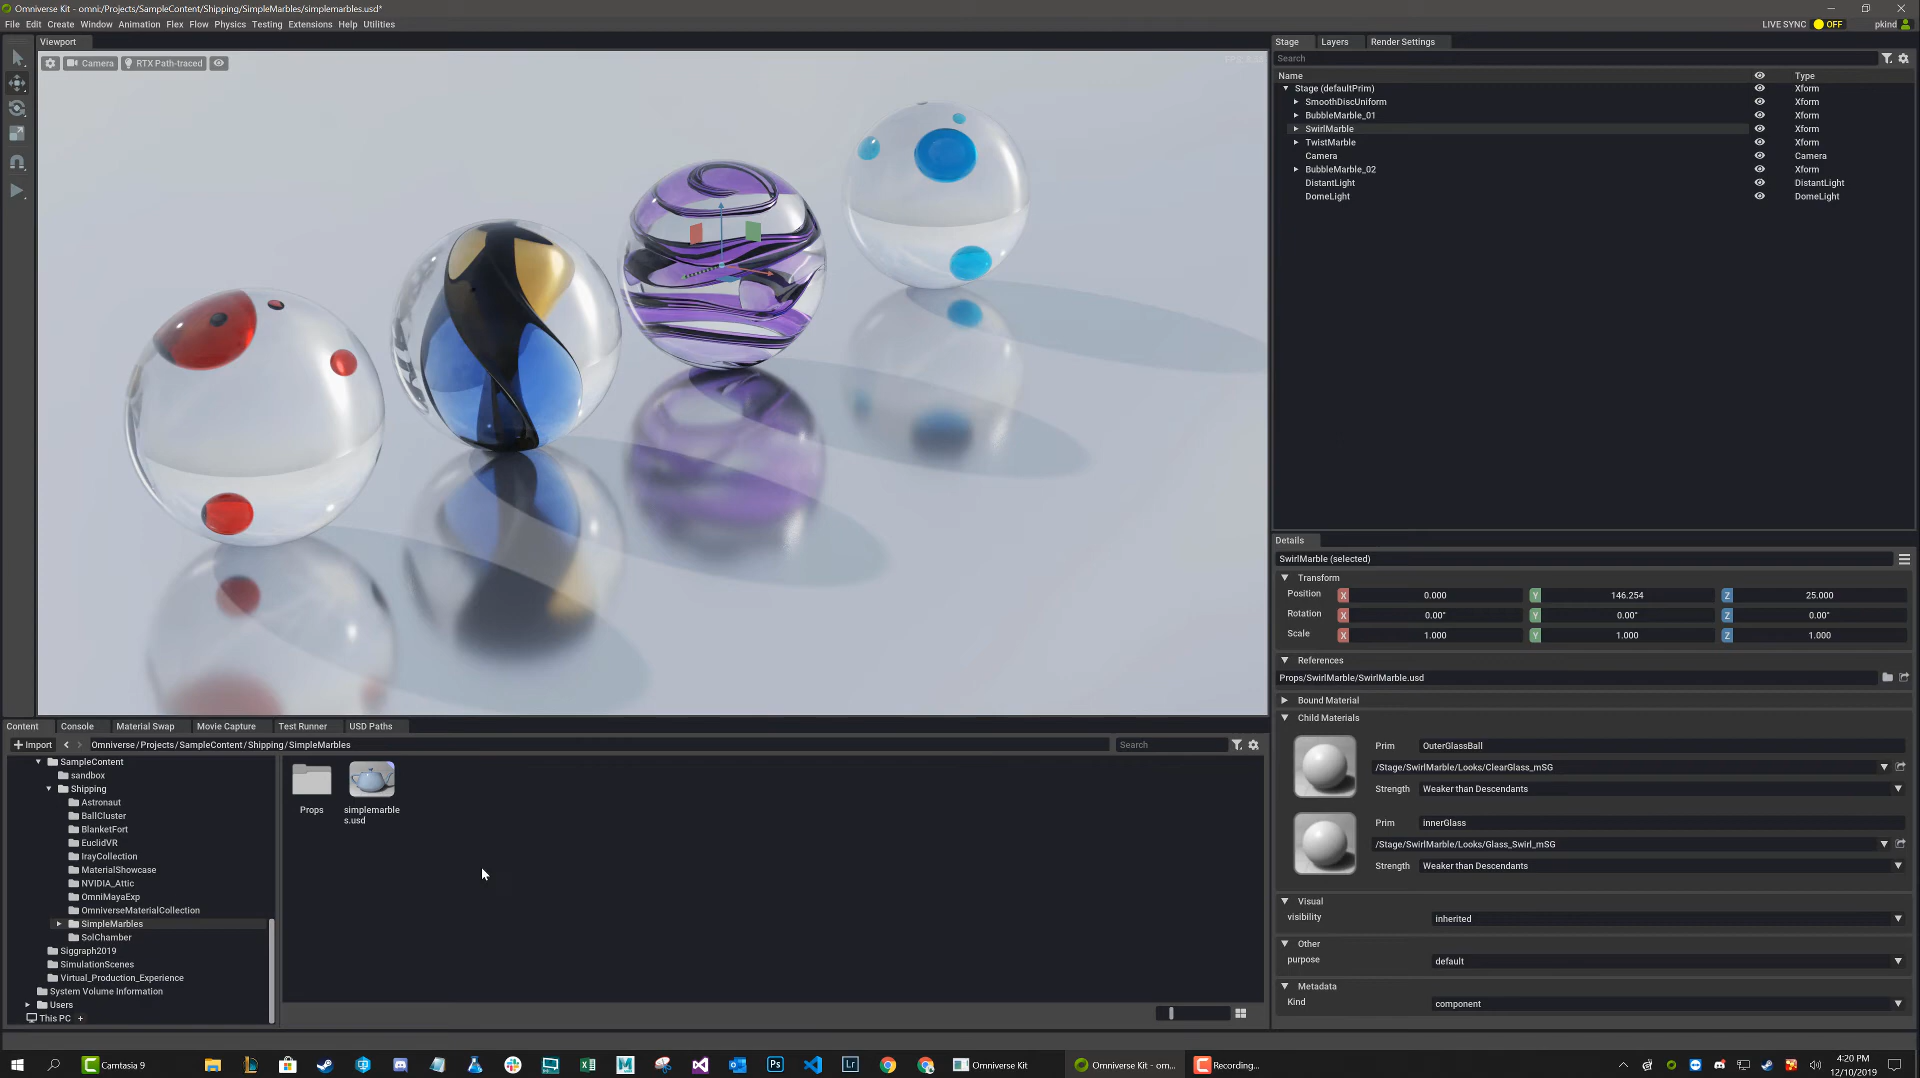 Omniverse Kit - omni:/Projects/SampleContent/Shipping/SimpleMarbles/simplemarbles.usd*
File Edit Create Window Animation Flex Flow Physics Testing Extensions Help Utilities
LIVE SYNC OFF pkind
Viewport
Camera RTX Path-traced
Stage Layers Render Settings
Search
Name Type
Stage (defaultPrim) Xform
SmoothDiscUniform Xform
BubbleMarble_01 Xform
SwirlMarble Xform
TwistMarble Xform
Camera Camera
BubbleMarble_02 Xform
DistantLight DistantLight
DomeLight DomeLight
Details
SwirlMarble (selected)
Transform
Position X 0.000 Y 146.254 Z 25.000
Rotation X 0.00° Y 0.00° Z 0.00°
Scale X 1.000 Y 1.000 Z 1.000
References
Props/SwirlMarble/SwirlMarble.usd
Bound Material
Child Materials
Prim OuterGlassBall
/Stage/SwirlMarble/Looks/ClearGlass_mSG
Strength Weaker than Descendants
Prim innerGlass
/Stage/SwirlMarble/Looks/Glass_Swirl_mSG
Strength Weaker than Descendants
Visual
visibility inherited
Other
purpose default
Metadata
Kind component
Content Console Material Swap Movie Capture Test Runner USD Paths
+ Import < > Omniverse/Projects/SampleContent/Shipping/SimpleMarbles
Search
SampleContent
sandbox
Shipping
Astronaut
BallCluster
BlanketFort
EuclidVR
IrayCollection
MaterialShowcase
NVIDIA_Attic
OmniMayaExp
OmniverseMaterialCollection
SimpleMarbles
SolChamber
Siggraph2019
SimulationScenes
Virtual_Production_Experience
System Volume Information
Users
This PC +
Props
simplemarble
s.usd
Camtasia 9
Ps
Lr
Omniverse Kit
Omniverse Kit - om...
Recording...
4:20 PM
12/10/2019